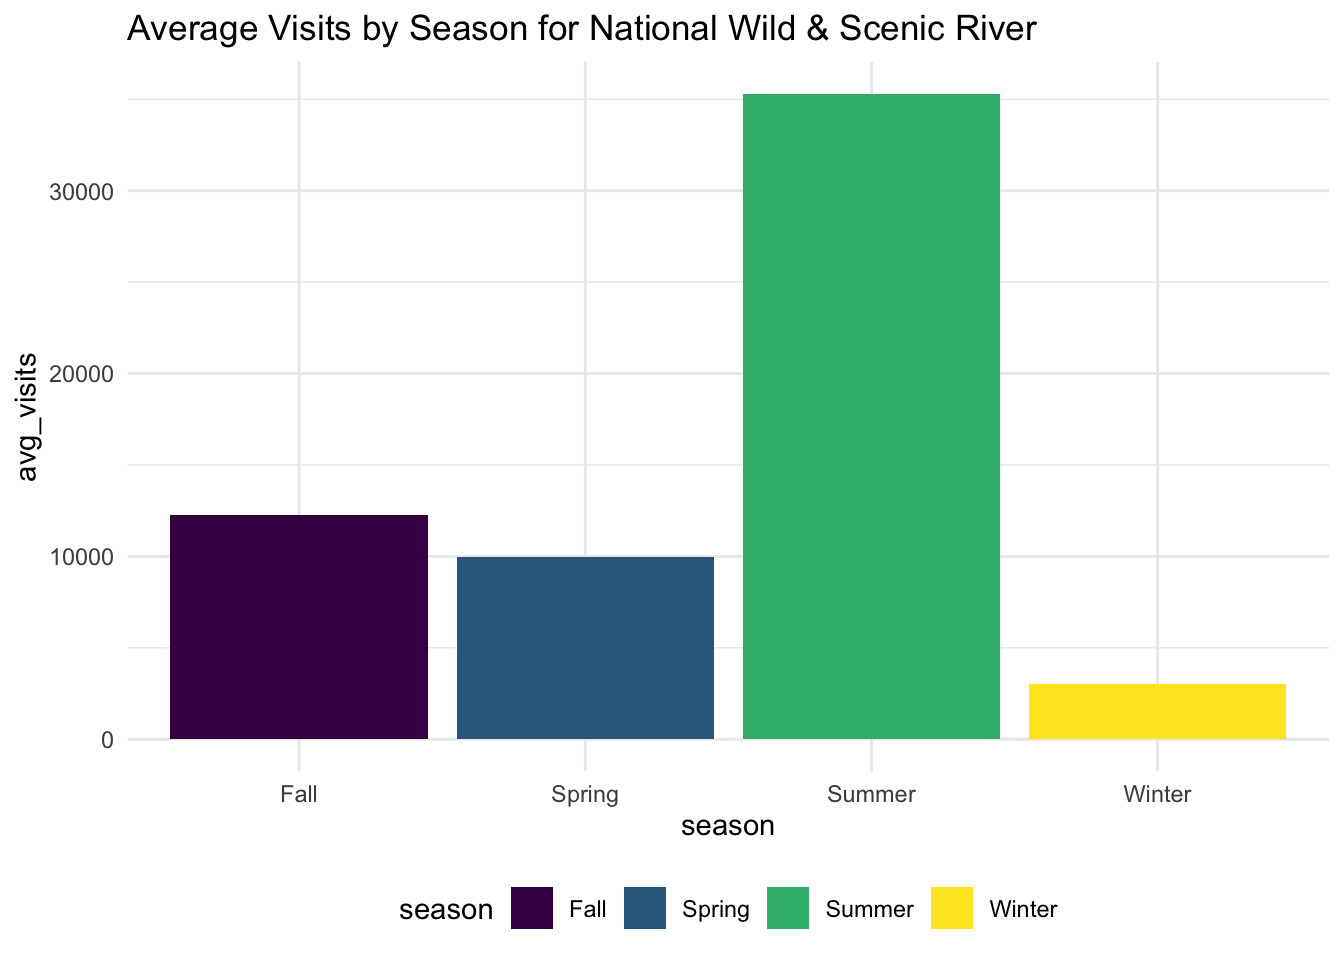 Average Visits by Season for National Wild & Scenic River
avg_visits
30000
20000
10000
0
Fall Spring Summer Winter
season
season Fall Spring Summer Winter